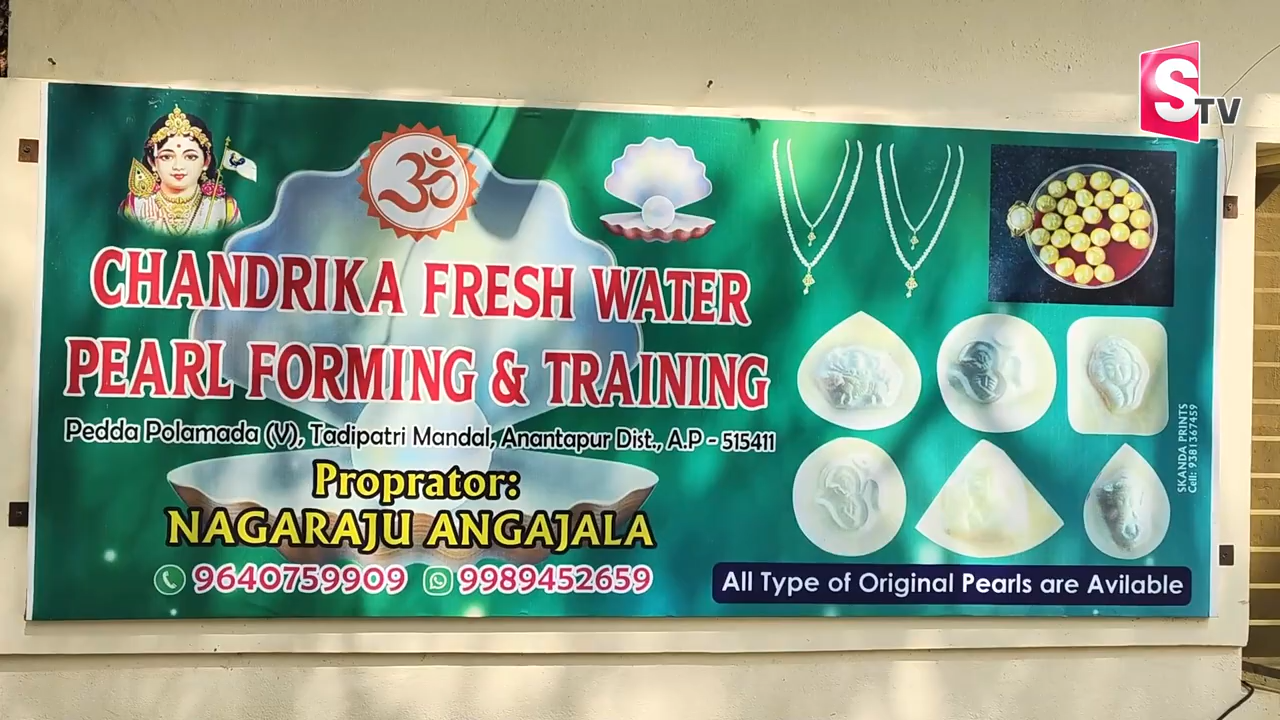 S TV
ॐ
CHANDRIKA FRESH WATER
PEARL FORMING & TRAINING
Pedda Polamada (V), Tadipatri Mandal, Anantapur Dist., A.P - 515411
Proprator:
NAGARAJU ANGAJALA
9640759909 9989452659
All Type of Original Pearls are Avilable
SKANDA PRINTS
Cell: 9381367459